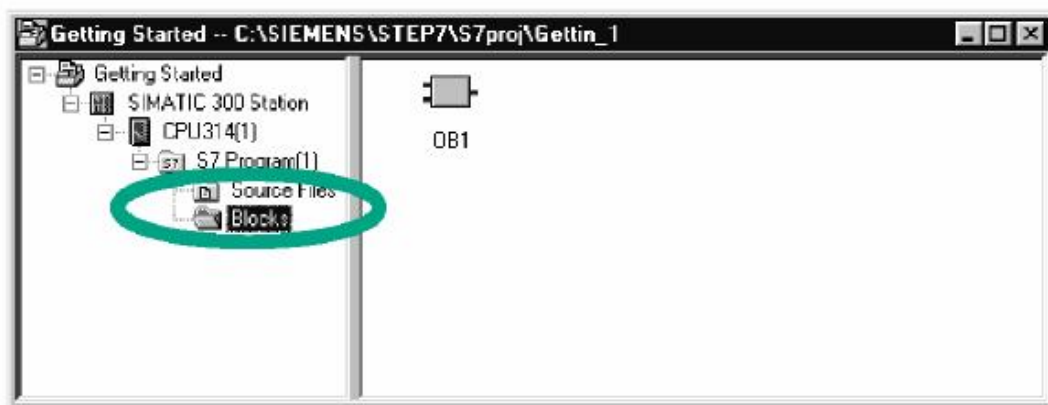 Getting Started -- C:\SIEMENS\STEP7\S7proj\Gettin_1
Getting Started
SIMATIC 300 Station
CPU314(1)
S7 Program(1)
Source Files
Blocks
OB1